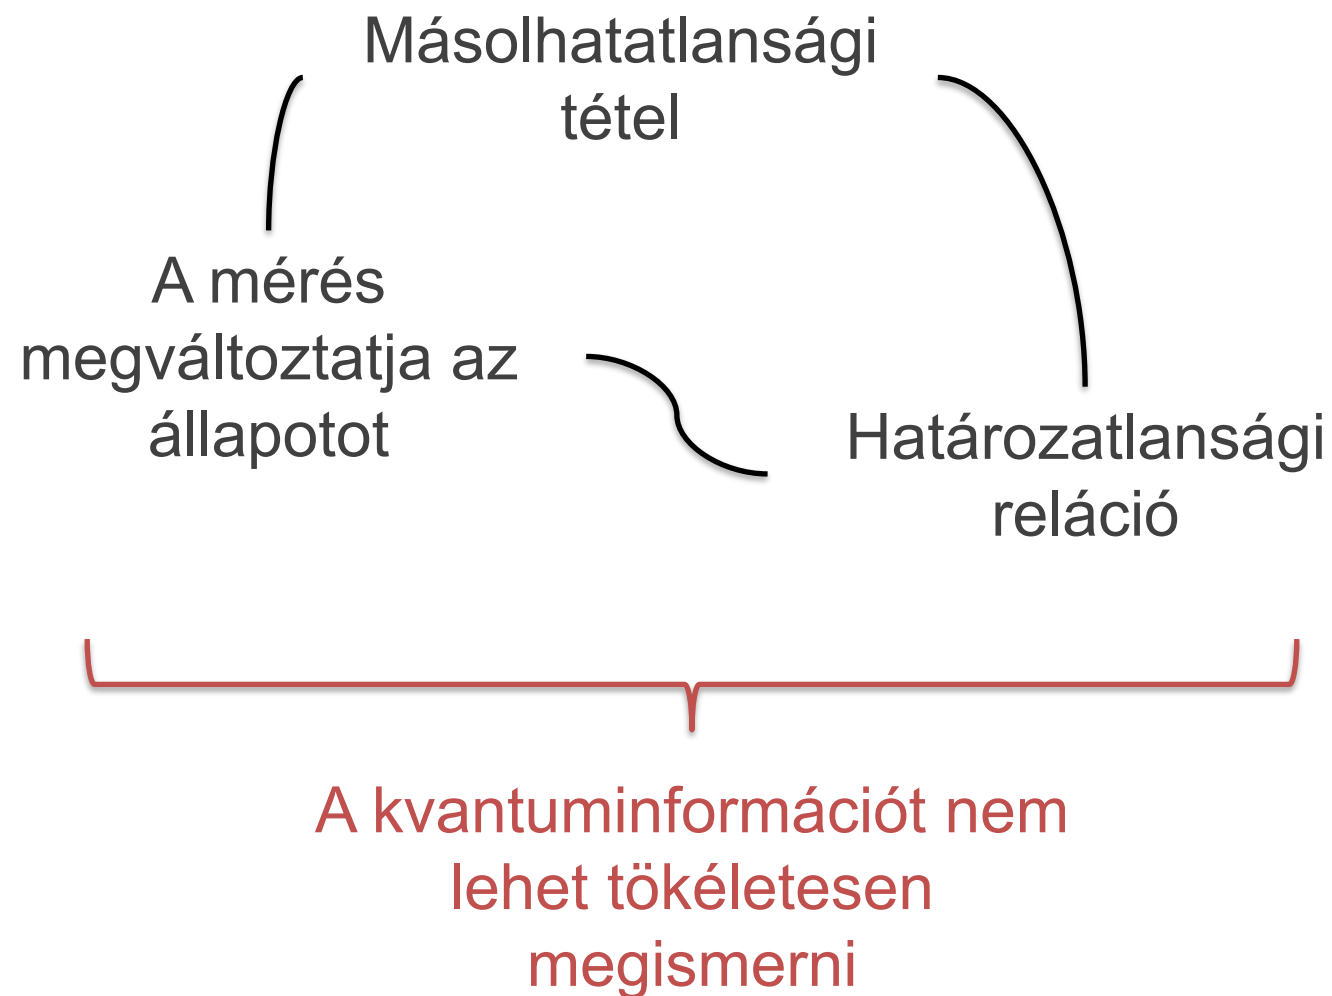 Másolhatatlansági
tétel
A mérés
megváltoztatja az
állapotot
Határozatlansági
reláció
A kvantuminformációt nem
lehet tökéletesen
megismerni